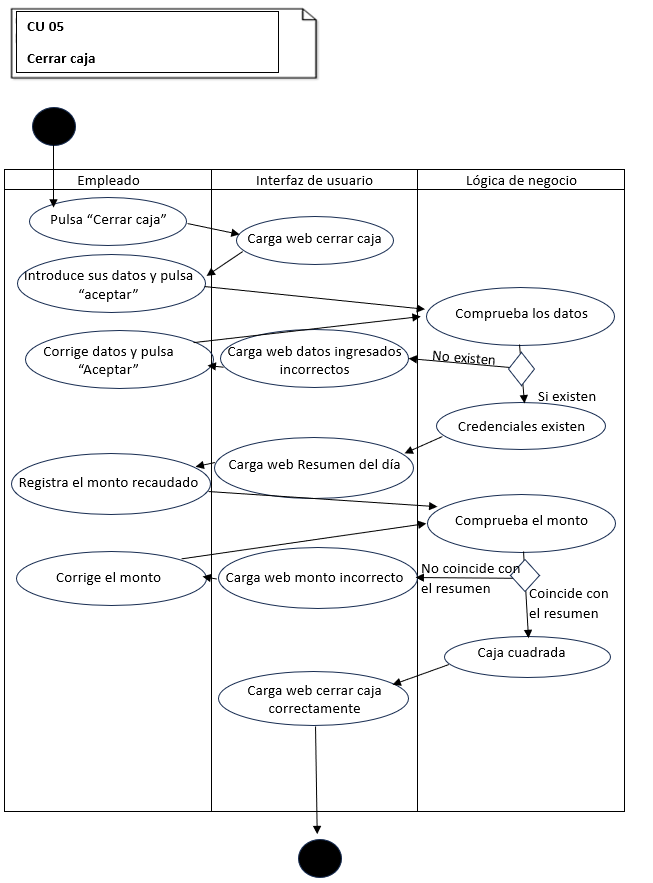 CU 05
Cerrar caja
Empleado
Interfaz de usuario
Lógica de negocio
Pulsa “Cerrar caja”
Carga web cerrar caja
Introduce sus datos y pulsa
“aceptar”
Comprueba los datos
Corrige datos y pulsa
“Aceptar”
Carga web datos ingresados
incorrectos
No existen
Si existen
Credenciales existen
Carga web Resumen del día
Registra el monto recaudado
Comprueba el monto
Corrige el monto
Carga web monto incorrecto
No coincide con
el resumen
Coincide con
el resumen
Caja cuadrada
Carga web cerrar caja
correctamente